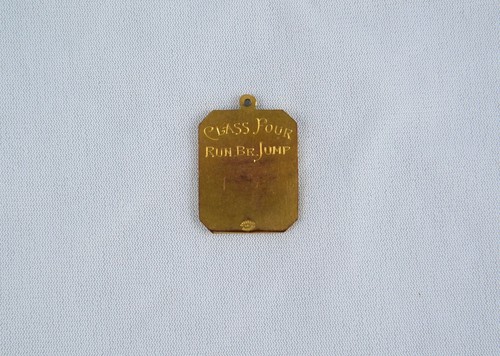 CLASS FOUR
RUN. BR. JUMP